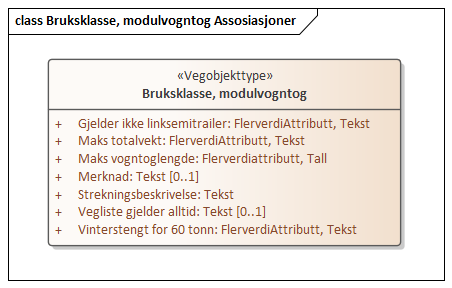 class Bruksklasse, modulvogntog Assosiasjoner
«Vegobjekttype»
Bruksklasse, modulvogntog
+ Gjelder ikke linksemitrailer: FlerverdiAttributt, Tekst
+ Maks totalvekt: FlerverdiAttributt, Tekst
+ Maks vogntoglengde: Flerverdiattributt, Tall
+ Merknad: Tekst [0..1]
+ Strekningsbeskrivelse: Tekst
+ Vegliste gjelder alltid: Tekst [0..1]
+ Vinterstengt for 60 tonn: FlerverdiAttributt, Tekst